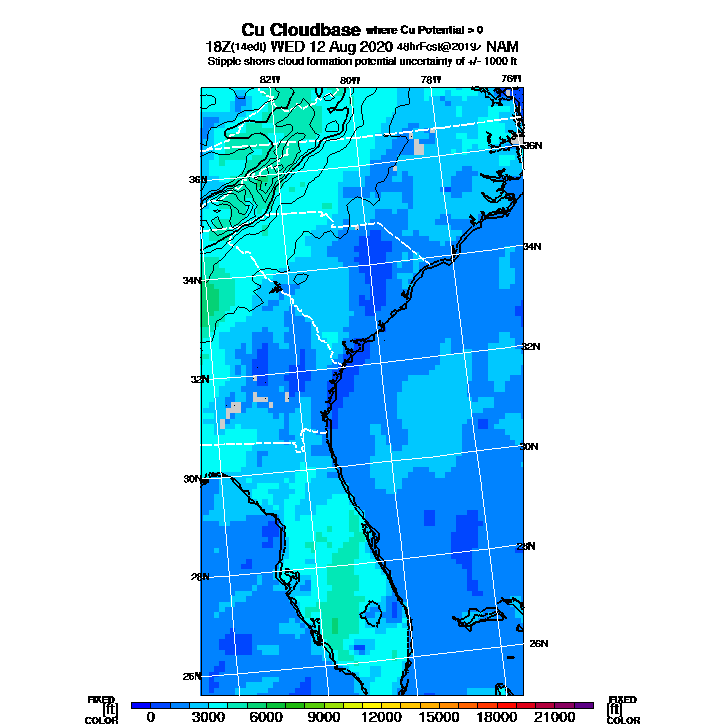 Cu Cloudbase where Cu Potential > 0
18Z(14edt) WED 12 Aug 2020 48hrFcst@2019z NAM
Stipple shows cloud formation potential uncertainty of +/- 1000 ft
82W 80W 78W 76W
36N
36N
34N
34N
32N
32N
30N
30N
28N
28N
26N
26N
FIXED FIXED
[ft] [ft]
COLOR COLOR
0 3000 6000 9000 12000 15000 18000 21000